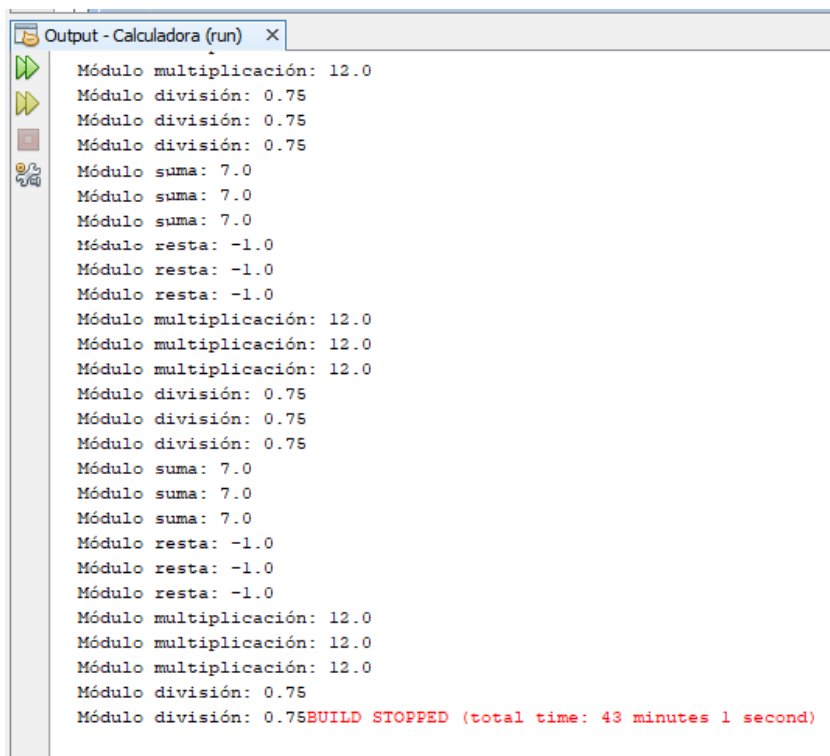 Output - Calculadora (run)
Módulo multiplicación: 12.0
Módulo división: 0.75
Módulo división: 0.75
Módulo división: 0.75
Módulo suma: 7.0
Módulo suma: 7.0
Módulo suma: 7.0
Módulo resta: -1.0
Módulo resta: -1.0
Módulo resta: -1.0
Módulo multiplicación: 12.0
Módulo multiplicación: 12.0
Módulo multiplicación: 12.0
Módulo división: 0.75
Módulo división: 0.75
Módulo división: 0.75
Módulo suma: 7.0
Módulo suma: 7.0
Módulo suma: 7.0
Módulo resta: -1.0
Módulo resta: -1.0
Módulo resta: -1.0
Módulo multiplicación: 12.0
Módulo multiplicación: 12.0
Módulo multiplicación: 12.0
Módulo división: 0.75
Módulo división: 0.75BUILD STOPPED (total time: 43 minutes 1 second)